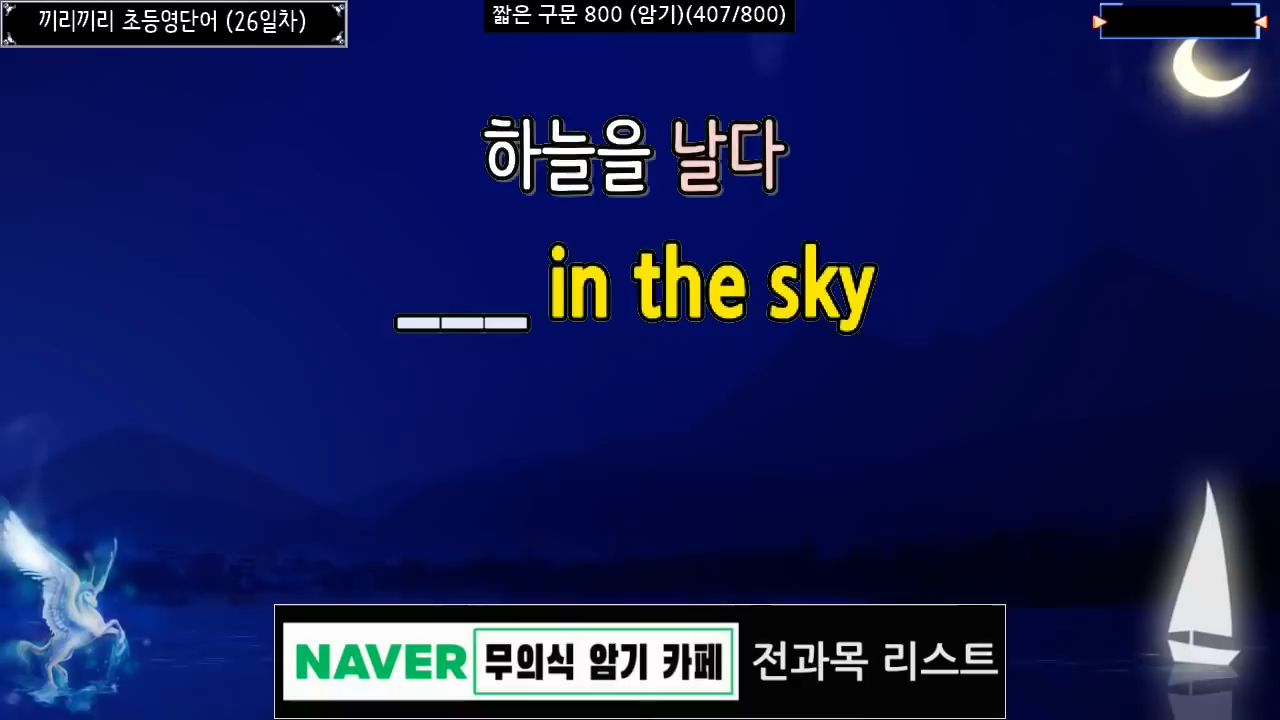 끼리끼리 초등영단어 (26일차)
짧은 구문 800 (암기)(407/800)
하늘을 날다
___ in the sky
NAVER 무의식 암기 카페 전과목 리스트